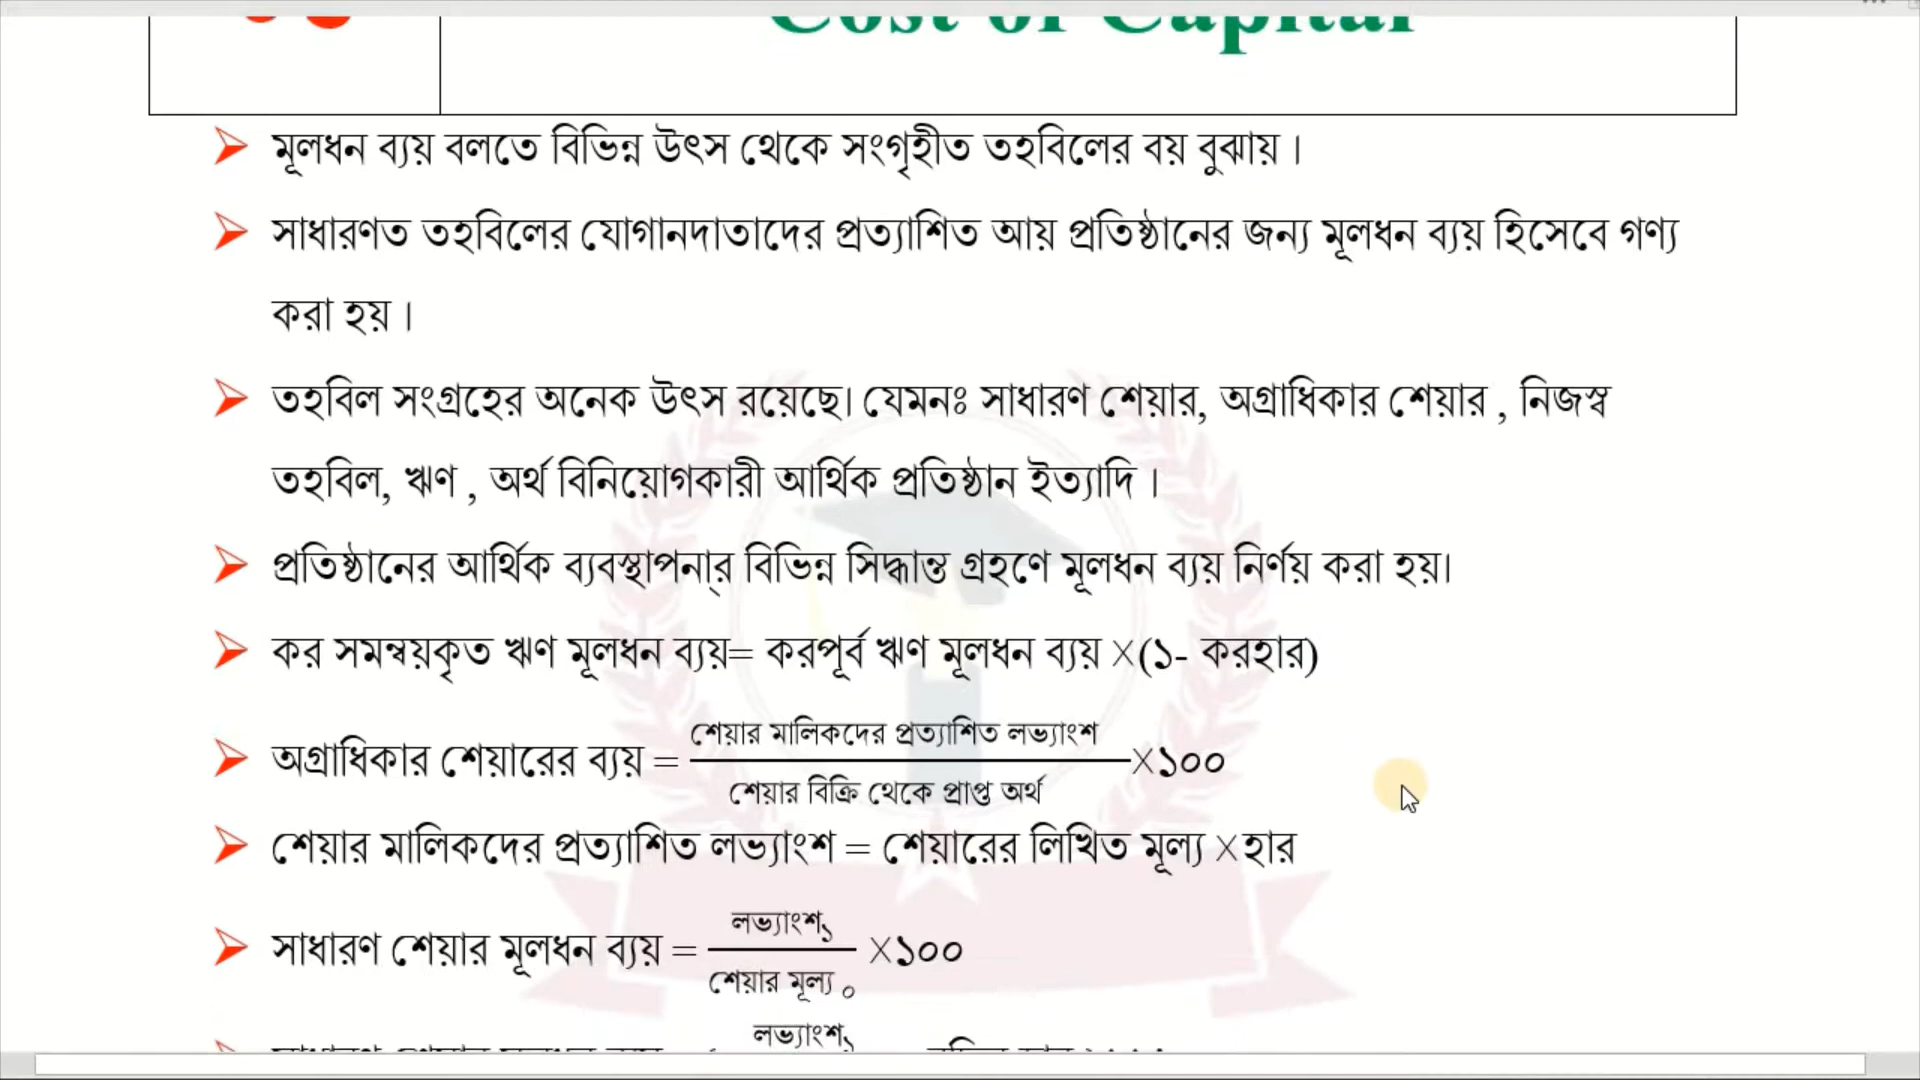 Cost of Capital
মূলধন ব্যয় বলতে বিভিন্ন উৎস থেকে সংগৃহীত তহবিলের বয় বুঝায়।
সাধারণত তহবিলের যোগানদাতাদের প্রত্যাশিত আয় প্রতিষ্ঠানের জন্য মূলধন ব্যয় হিসেবে গণ্য
করা হয়।
তহবিল সংগ্রহের অনেক উৎস রয়েছে। যেমনঃ সাধারণ শেয়ার, অগ্রাধিকার শেয়ার , নিজস্ব
তহবিল, ঋণ , অর্থ বিনিয়োগকারী আর্থিক প্রতিষ্ঠান ইত্যাদি।
প্রতিষ্ঠানের আর্থিক ব্যবস্থাপনা্র বিভিন্ন সিদ্ধান্ত গ্রহণে মূলধন ব্যয় নির্ণয় করা হয়।
কর সমন্বয়কৃত ঋণ মূলধন ব্যয়= করপূর্ব ঋণ মূলধন ব্যয় ×(১- করহার)
অগ্রাধিকার শেয়ারের ব্যয় = শেয়ার মালিকদের প্রত্যাশিত লভ্যাংশ / শেয়ার বিক্রি থেকে প্রাপ্ত অর্থ ×১০০
শেয়ার মালিকদের প্রত্যাশিত লভ্যাংশ = শেয়ারের লিখিত মূল্য ×হার
সাধারণ শেয়ার মূলধন ব্যয় = লভ্যাংশ১ / শেয়ার মূল্য ০ ×১০০
লভ্যাংশ১